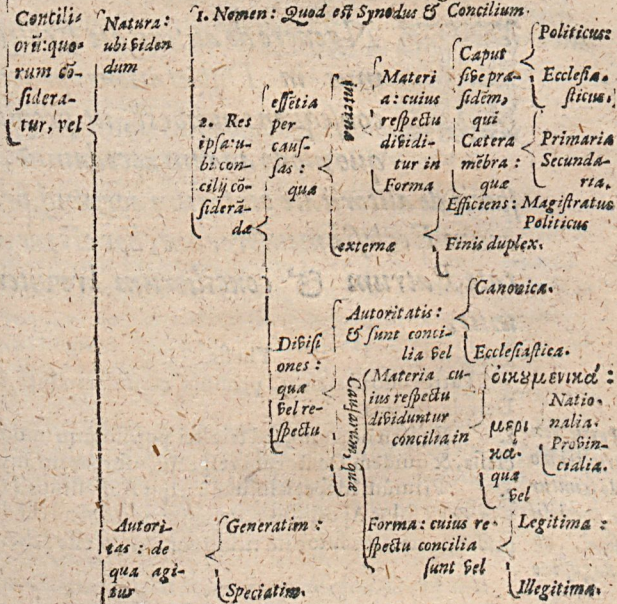 Concili-
orũ: quo-
rum cõ-
sidera-
tur, vel
Natura:
ubi viden
dum
1. Nomen: Quod est Synodus & Concilium.
2. Res
ipsa: u-
bi con-
cilij cõ-
siderã-
da
essẽtia
per
caus-
sas:
qua
internæ
Materi
a: cuius
respectu
dividi-
tur in
Forma
Caput
sive præ-
sidẽm,
qui
Politicus:
Ecclesia-
sticus,
Cætera
mẽbra:
quæ
Primaria
Secunda-
ria.
externæ
Efficiens: Magistratus
Politicus
Finis duplex.
Divisi
ones:
quæ
vel re-
spectu
Autoritatis:
& sunt conci-
lia vel
Canonica.
Ecclesiastica.
Causarum, quæ
Materia cu-
ius respectu
dividuntur
concilia in
οἰκουμενικά:
μερι
κα.
quæ
vel
Natio-
nalia.
Provin-
cialia.
Forma: cuius re-
spectu concilia
sunt vel
Legitima:
Illegitima.
Autori-
tas: de
qua agi-
tur
Generatim:
Speciatim.